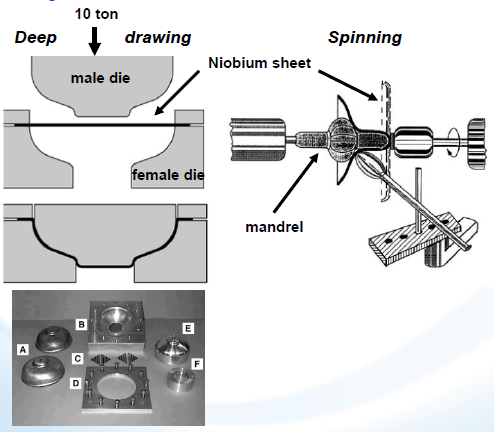 10 ton
Deep drawing
Spinning
Niobium sheet
male die
female die
mandrel
A
B
C
D
E
F